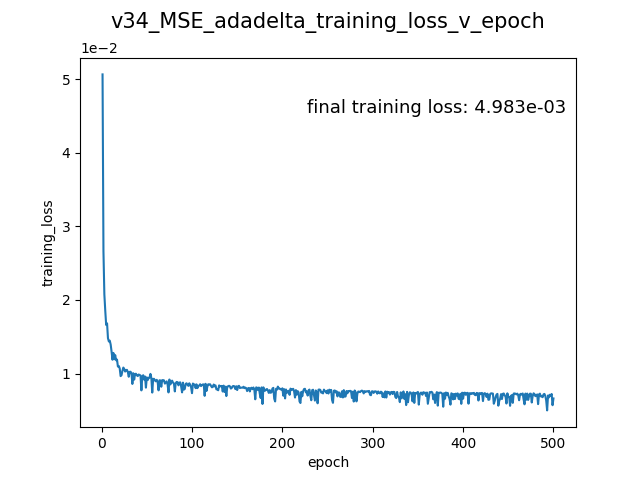 v34_MSE_adadelta_training_loss_v_epoch
1e−2
final training loss: 4.983e-03
5
4
3
2
1
training_loss
0 100 200 300 400 500
epoch